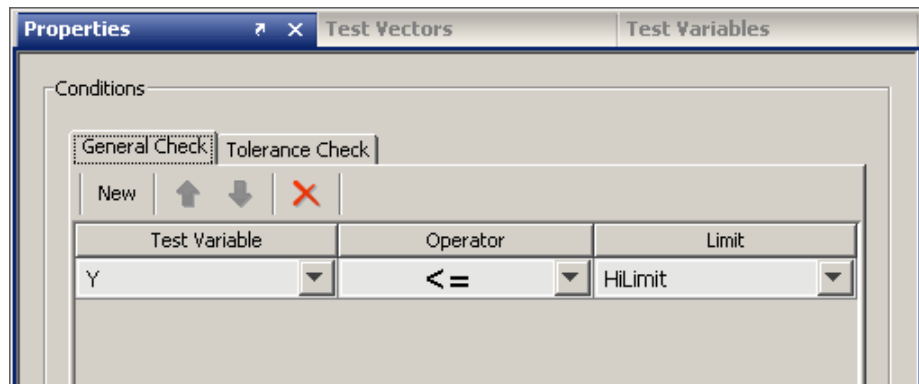 Properties Test Vectors Test Variables
Conditions
General Check Tolerance Check
New
Test Variable Operator Limit
Y <= HiLimit